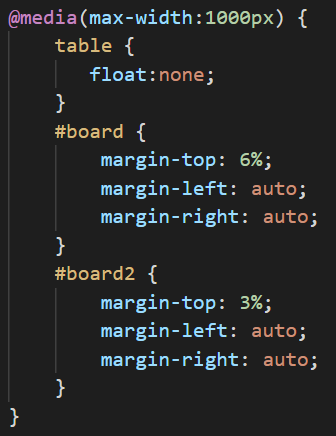 @media(max-width:1000px) {
    table {
       float:none;
    }
    #board {
        margin-top: 6%;
        margin-left: auto;
        margin-right: auto;
    }
    #board2 {
        margin-top: 3%;
        margin-left: auto;
        margin-right: auto;
    }
}